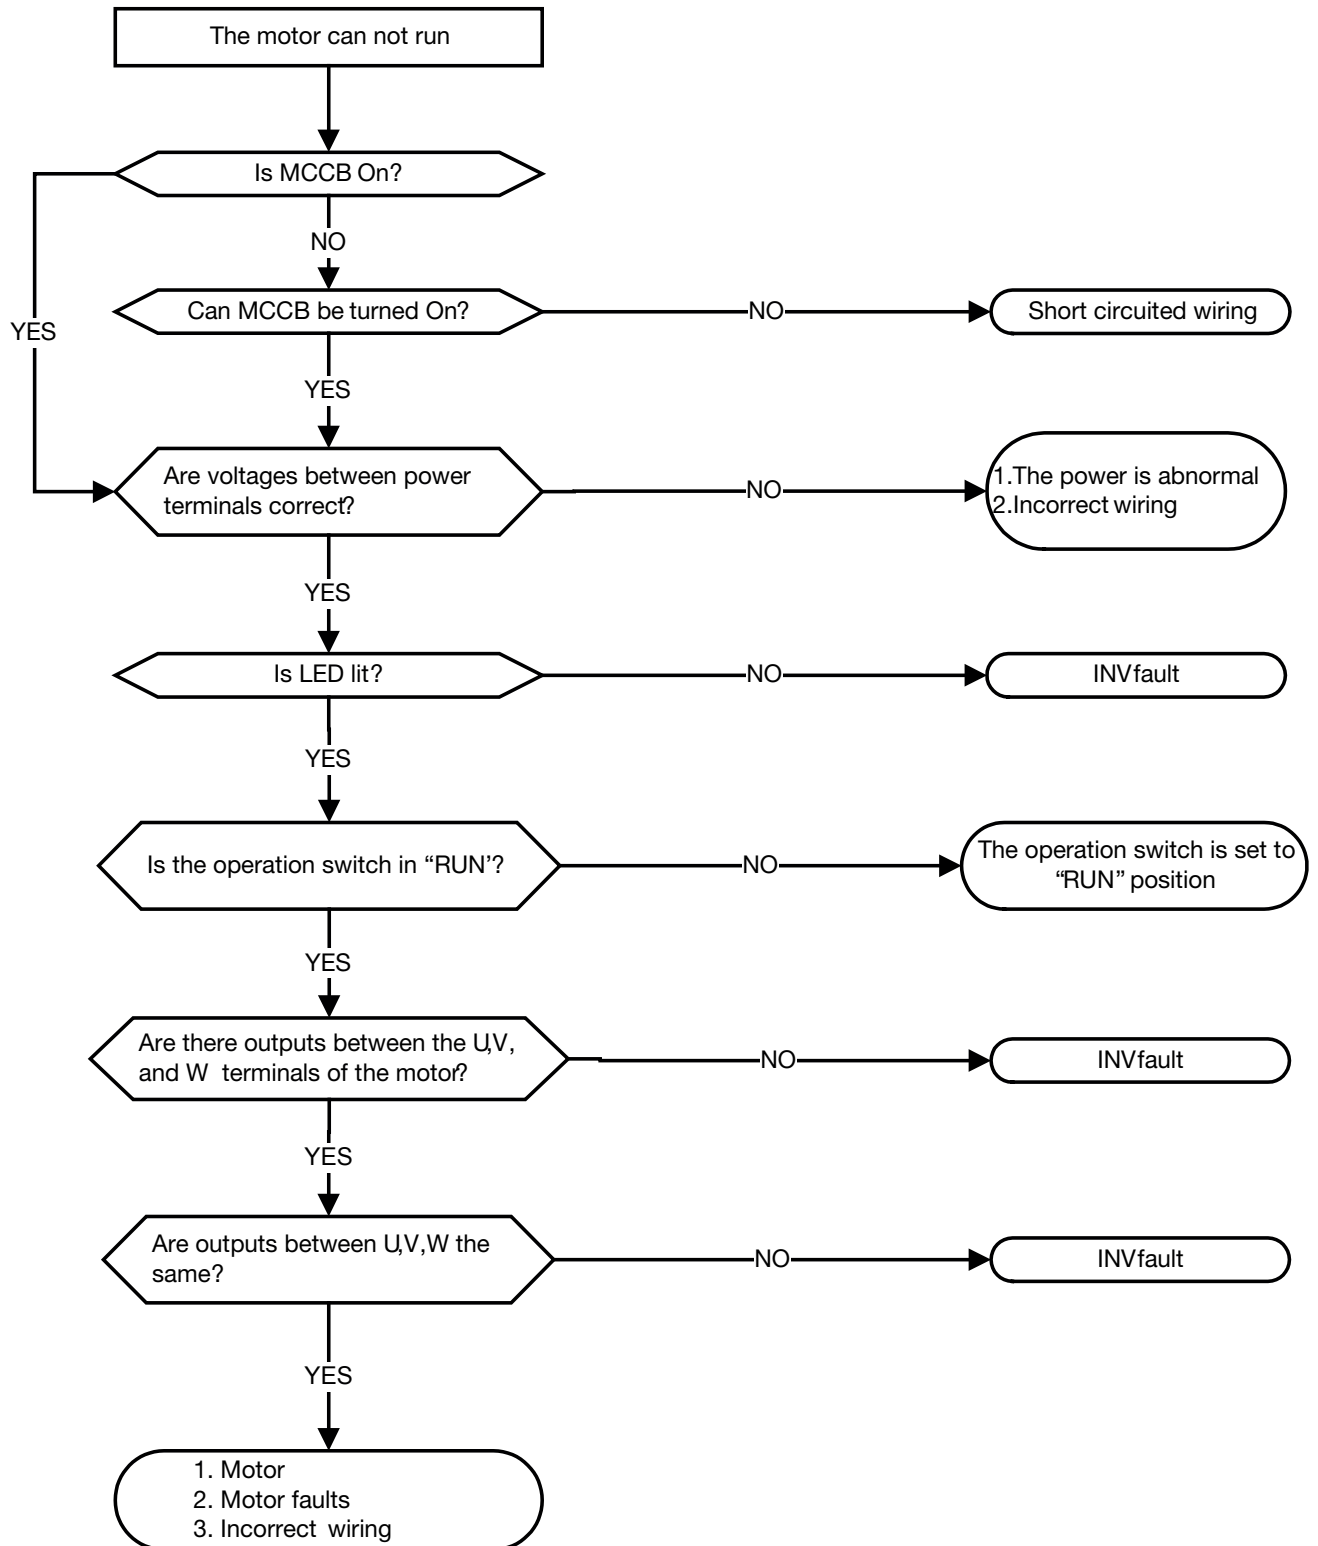 The motor can not run
Is MCCB On?
NO
YES
Can MCCB be turned On?
NO
Short circuited wiring
YES
Are voltages between power
terminals correct?
NO
1.The power is abnormal
2.Incorrect wiring
YES
Is LED lit?
NO
INVfault
YES
Is the operation switch in “RUN’?
NO
The operation switch is set to
“RUN” position
YES
Are there outputs between the U,V,
and W terminals of the motor?
NO
INVfault
YES
Are outputs between U,V,W the
same?
NO
INVfault
YES
1. Motor
2. Motor faults
3. Incorrect wiring